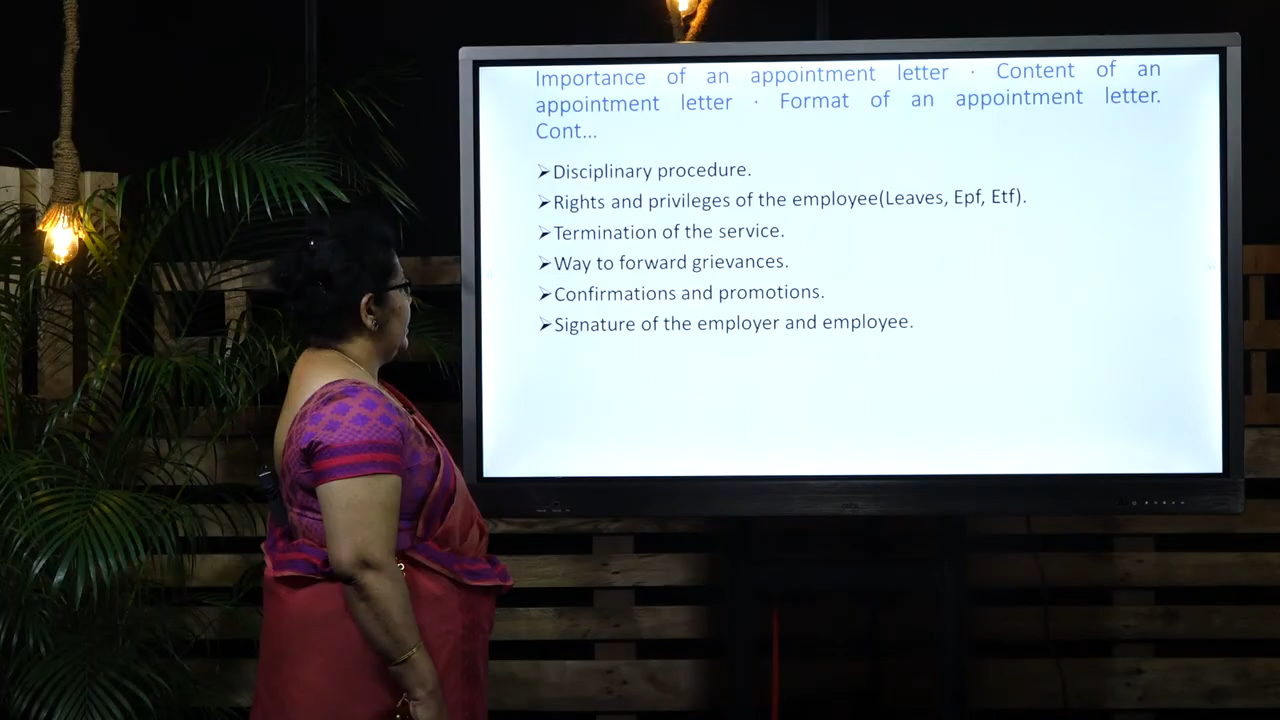 Importance of an appointment letter · Content of an
appointment letter · Format of an appointment letter.
Cont...
➢Disciplinary procedure.
➢Rights and privileges of the employee(Leaves, Epf, Etf).
➢Termination of the service.
➢Way to forward grievances.
➢Confirmations and promotions.
➢Signature of the employer and employee.